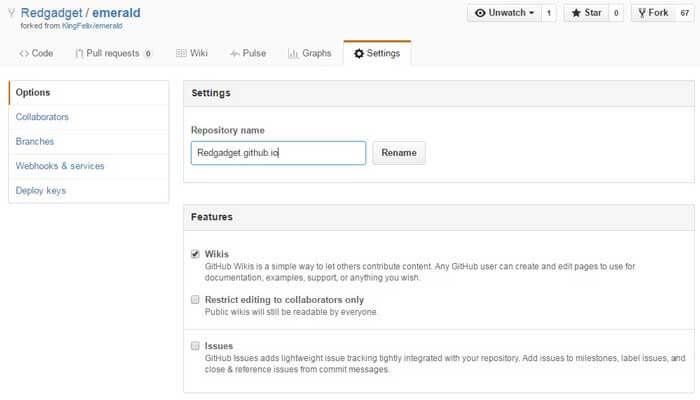 Redgadget / emerald
forked from KingFelix/emerald
Unwatch 1 Star 0 Fork 67
Code Pull requests 0 Wiki Pulse Graphs Settings
Options
Collaborators
Branches
Webhooks & services
Deploy keys
Settings
Repository name
Redgadget.github.io Rename
Features
Wikis
GitHub Wikis is a simple way to let others contribute content. Any GitHub user can create and edit pages to use for
documentation, examples, support, or anything you wish.
Restrict editing to collaborators only
Public wikis will still be readable by everyone.
Issues
GitHub Issues adds lightweight issue tracking tightly integrated with your repository. Add issues to milestones, label issues, and
close & reference issues from commit messages.